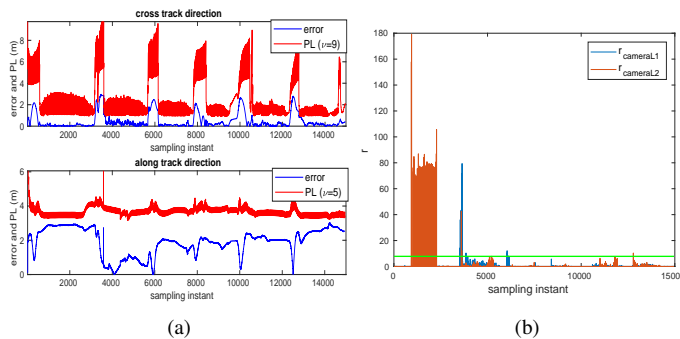 cross track direction
error and PL (m)
8
6
4
2
0
error
PL (ν=9)
2000 4000 6000 8000 10000 12000 14000
sampling instant
along track direction
error and PL (m)
6
4
2
0
error
PL (ν=5)
2000 4000 6000 8000 10000 12000 14000
sampling instant
(a)
r
180
160
140
120
100
80
60
40
20
0
r_cameraL1
r_cameraL2
0 5000 10000 1500
sampling instant
(b)